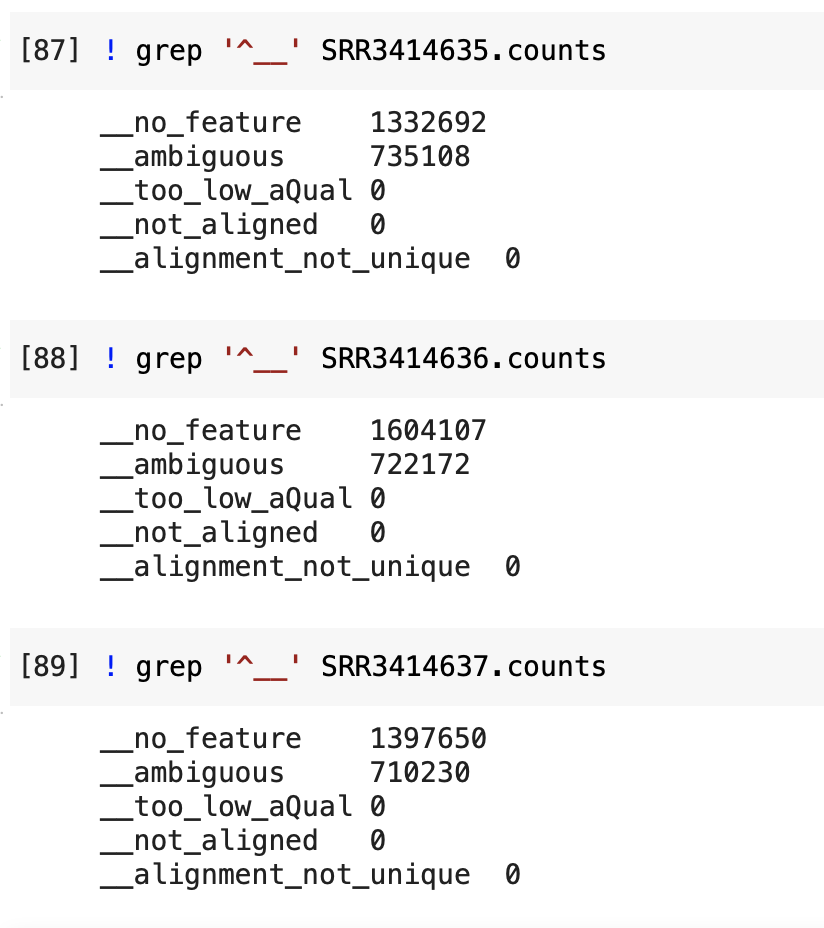 [87] ! grep '^__' SRR3414635.counts
__no_feature 1332692
__ambiguous 735108
__too_low_aQual 0
__not_aligned 0
__alignment_not_unique 0
[88] ! grep '^__' SRR3414636.counts
__no_feature 1604107
__ambiguous 722172
__too_low_aQual 0
__not_aligned 0
__alignment_not_unique 0
[89] ! grep '^__' SRR3414637.counts
__no_feature 1397650
__ambiguous 710230
__too_low_aQual 0
__not_aligned 0
__alignment_not_unique 0